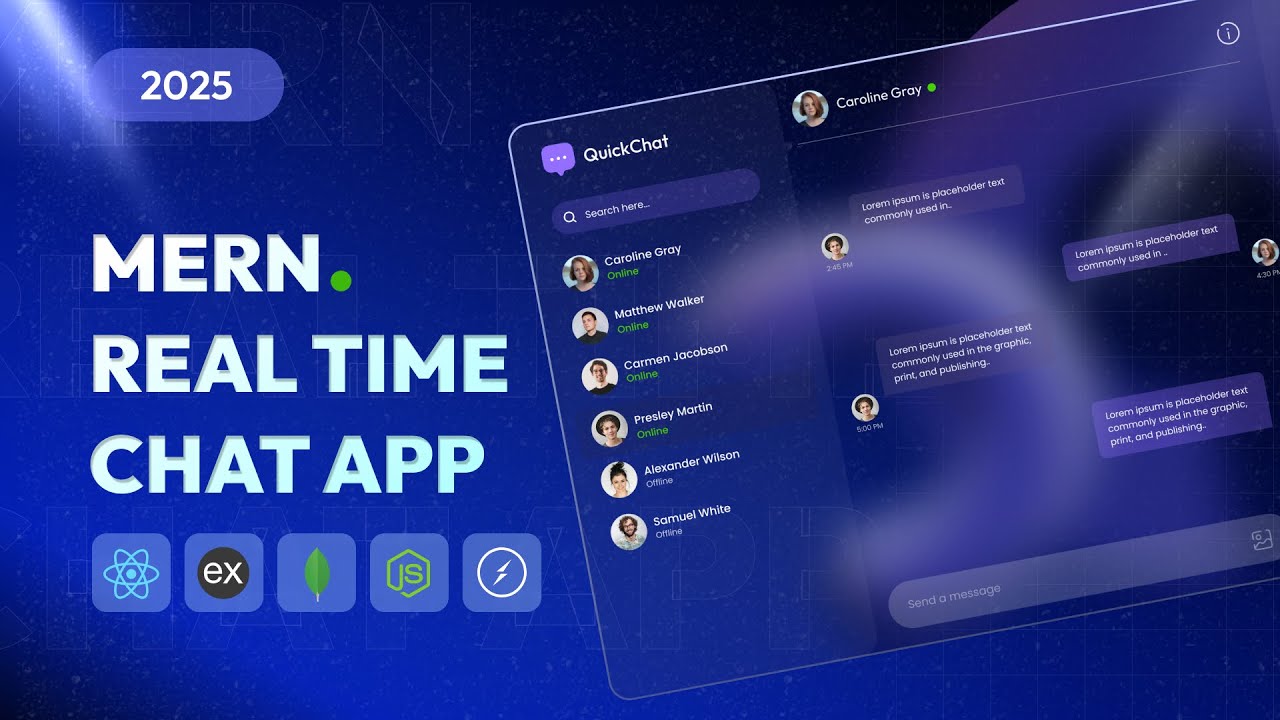 2025
MERN.
REAL TIME
CHAT APP
ex
JS
QuickChat
Search here...
Caroline Gray
Online
Matthew Walker
Online
Carmen Jacobson
Online
Presley Martin
Online
Alexander Wilson
Offline
Samuel White
Offline
Caroline Gray
Lorem ipsum is placeholder text
commonly used in..
2:45 PM
Lorem ipsum is placeholder text
commonly used in ..
4:30 PM
Lorem ipsum is placeholder text
commonly used in the graphic,
print, and publishing..
5:00 PM
Lorem ipsum is placeholder text
commonly used in the graphic,
print, and publishing..
Send a message